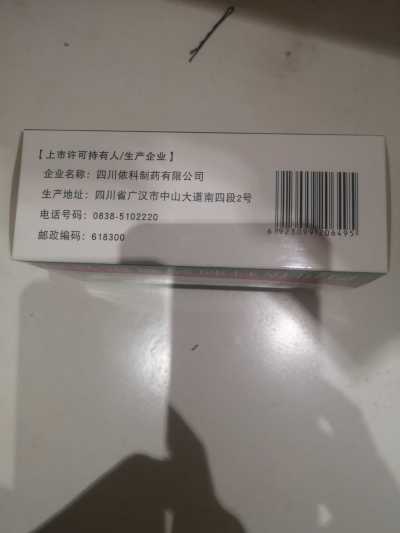 【上市许可持有人/生产企业】
企业名称：四川依科制药有限公司
生产地址：四川省广汉市中山大道南四段2号
电话号码：0838-5102220
邮政编码：618300
6923099206495